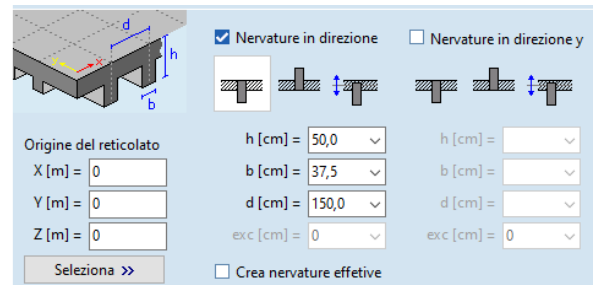 d
h
y
x
b
Nervature in direzione
Nervature in direzione y
Origine del reticolato
X [m] = 0
Y [m] = 0
Z [m] = 0
Seleziona >>
h [cm] = 50,0
b [cm] = 37,5
d [cm] = 150,0
exc [cm] = 0
Crea nervature effetive
h [cm] =
b [cm] =
d [cm] =
exc [cm] = 0